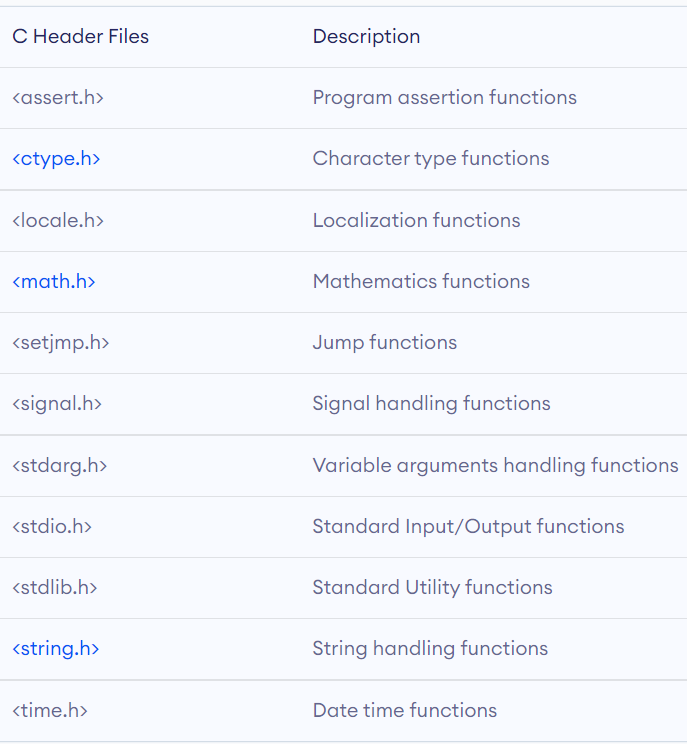 C Header Files Description
<assert.h> Program assertion functions
<ctype.h> Character type functions
<locale.h> Localization functions
<math.h> Mathematics functions
<setjmp.h> Jump functions
<signal.h> Signal handling functions
<stdarg.h> Variable arguments handling functions
<stdio.h> Standard Input/Output functions
<stdlib.h> Standard Utility functions
<string.h> String handling functions
<time.h> Date time functions